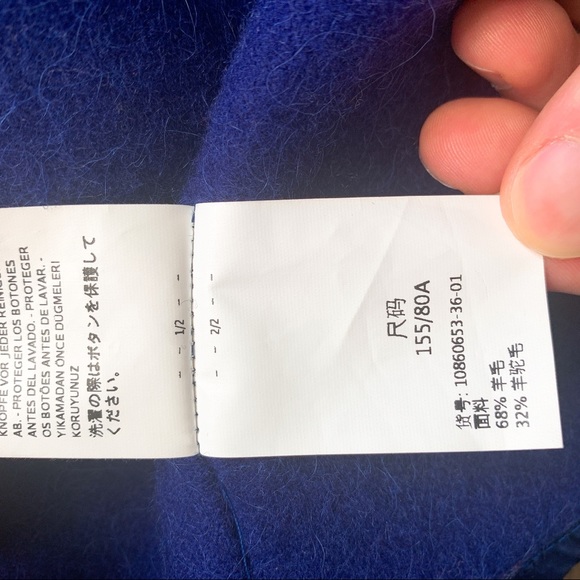 KNÖPFE VOR JEDER REINIG
AB. - PROTEGER LOS BOTONES
ANTES DEL LAVADO. - PROTEGER
OS BOTÕES ANTES DE LAVAR. -
YIKAMADAN ÖNCE DÜĞMELERİ
KORUYUNUZ
洗濯の際はボタンを保護して
ください。
- - 1/2 - -
- - 2/2 - -
尺码
155/80A
货号: 10860653-36-01
面料
68% 羊毛
32% 羊驼毛